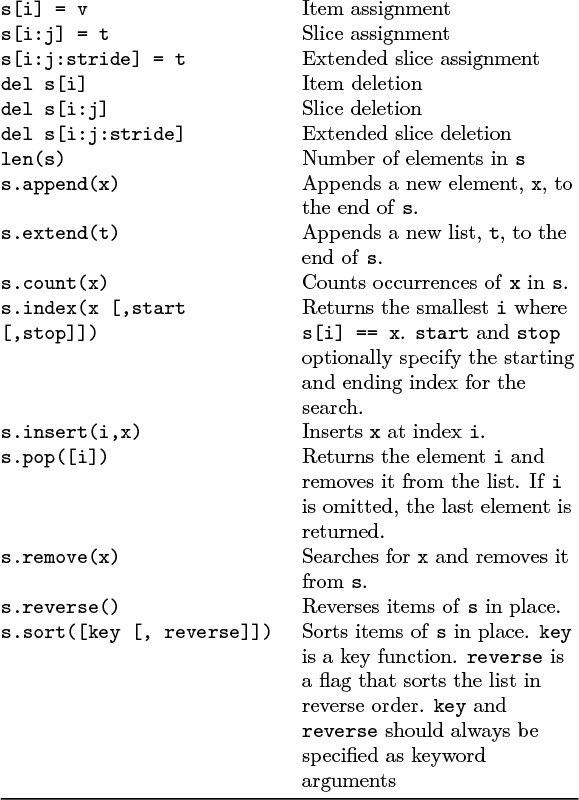 s[i] = v Item assignment
s[i:j] = t Slice assignment
s[i:j:stride] = t Extended slice assignment
del s[i] Item deletion
del s[i:j] Slice deletion
del s[i:j:stride] Extended slice deletion
len(s) Number of elements in s
s.append(x) Appends a new element, x, to
the end of s.
s.extend(t) Appends a new list, t, to the
end of s.
s.count(x) Counts occurrences of x in s.
s.index(x [,start Returns the smallest i where
[,stop]]) s[i] == x. start and stop
optionally specify the starting
and ending index for the
search.
s.insert(i,x) Inserts x at index i.
s.pop([i]) Returns the element i and
removes it from the list. If i
is omitted, the last element is
returned.
s.remove(x) Searches for x and removes it
from s.
s.reverse() Reverses items of s in place.
s.sort([key [, reverse]]) Sorts items of s in place. key
is a key function. reverse is
a flag that sorts the list in
reverse order. key and
reverse should always be
specified as keyword
arguments